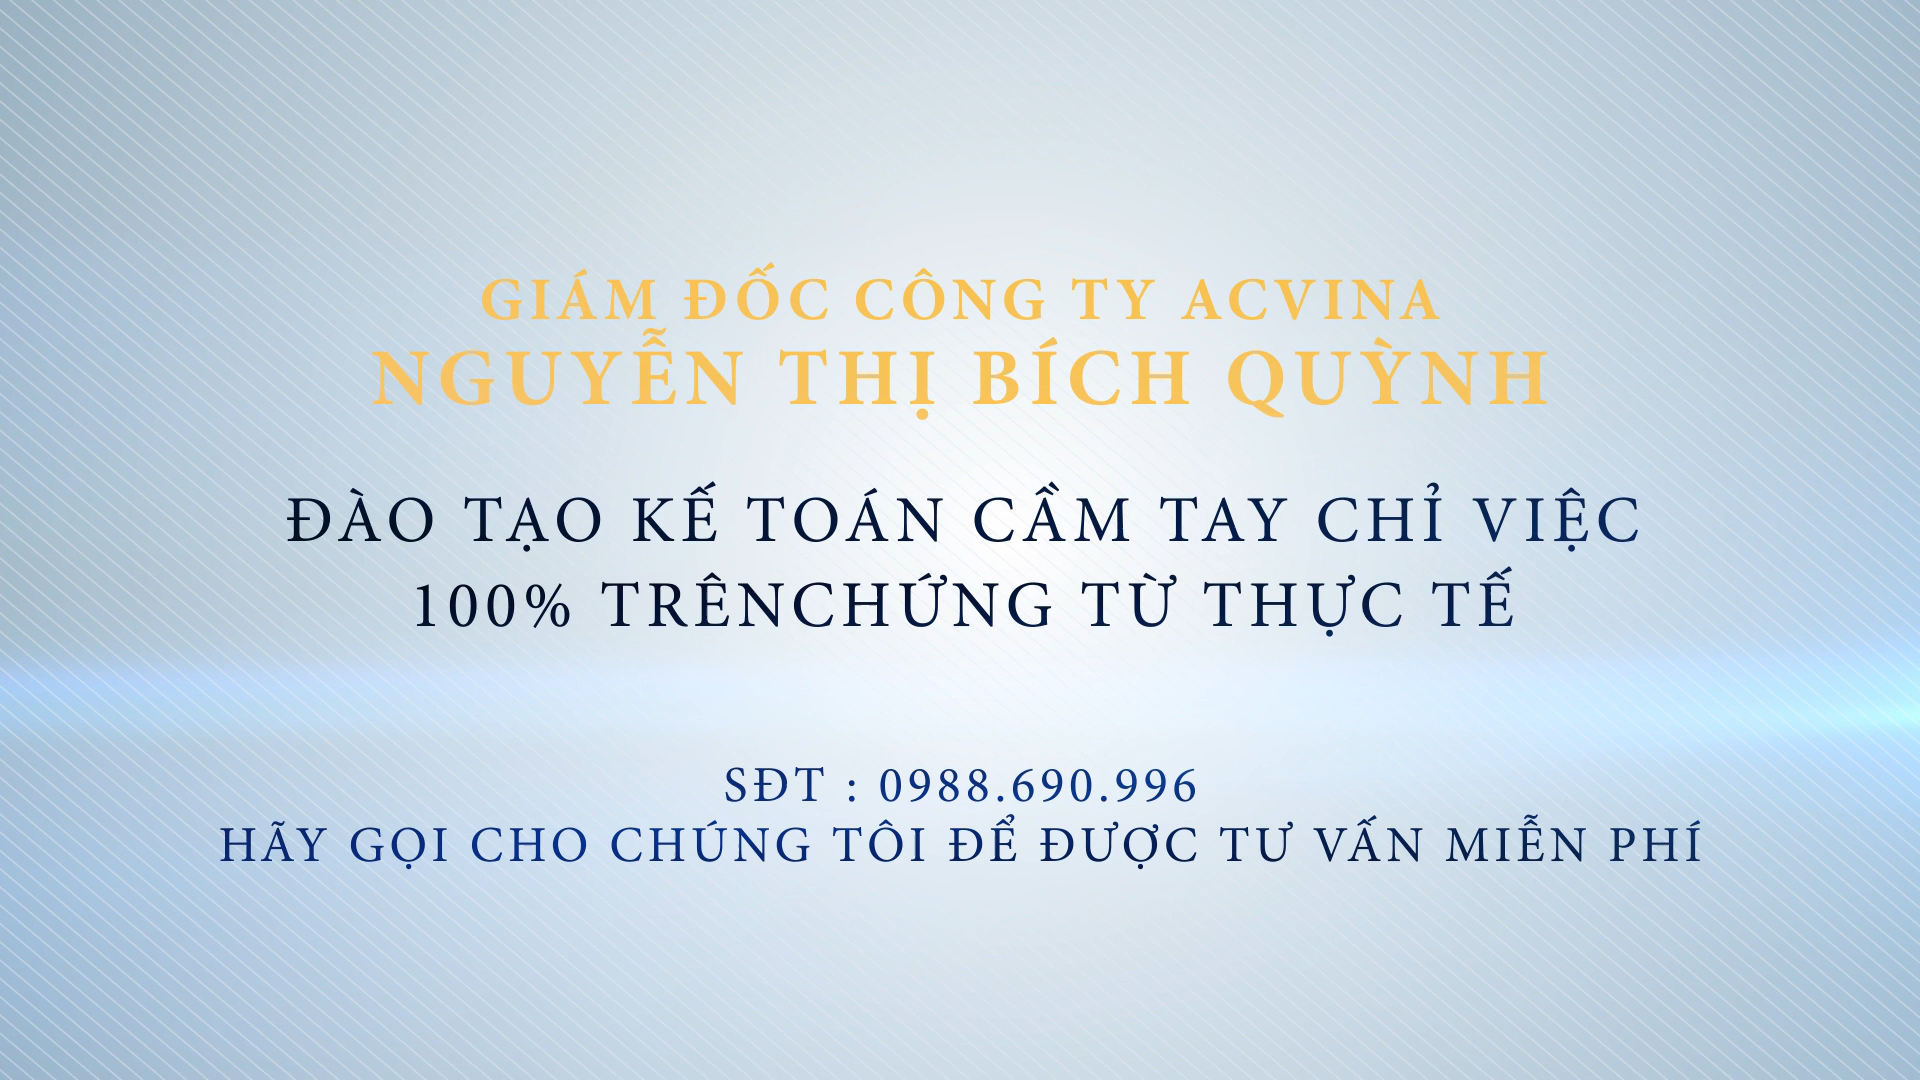 GIÁM ĐỐC CÔNG TY ACVINA
NGUYỄN THỊ BÍCH QUỲNH
ĐÀO TẠO KẾ TOÁN CẦM TAY CHỈ VIỆC
100% TRÊNCHỨNG TỪ THỰC TẾ
SĐT : 0988.690.996
HÃY GỌI CHO CHÚNG TÔI ĐỂ ĐƯỢC TƯ VẤN MIỄN PHÍ